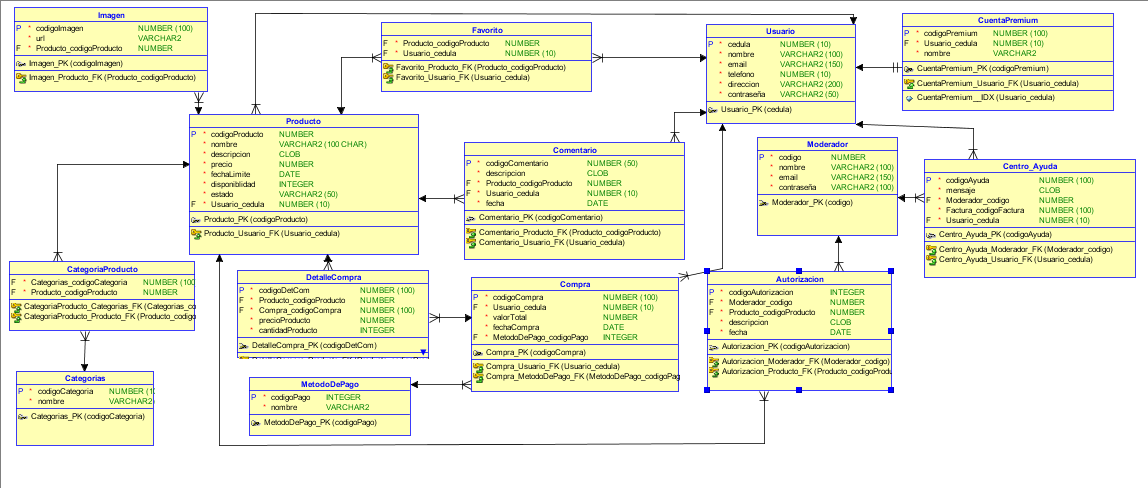 Imagen
P * codigoImagen NUMBER (100)
* url VARCHAR2
F * Producto_codigoProducto NUMBER
Imagen_PK (codigoImagen)
Imagen_Producto_FK (Producto_codigoProducto)
Favorito
F * Producto_codigoProducto NUMBER
F * Usuario_cedula NUMBER (10)
Favorito_Producto_FK (Producto_codigoProducto)
Favorito_Usuario_FK (Usuario_cedula)
Usuario
P * cedula NUMBER (10)
* nombre VARCHAR2 (100)
* email VARCHAR2 (150)
* telefono NUMBER (10)
* direccion VARCHAR2 (200)
* contraseña VARCHAR2 (50)
Usuario_PK (cedula)
CuentaPremium
P * codigoPremium NUMBER (100)
F * Usuario_cedula NUMBER (10)
* nombre VARCHAR2
CuentaPremium_PK (codigoPremium)
CuentaPremium_Usuario_FK (Usuario_cedula)
CuentaPremium__IDX (Usuario_cedula)
Producto
P * codigoProducto NUMBER
* nombre VARCHAR2 (100 CHAR)
* descripcion CLOB
* precio NUMBER
* fechaLimite DATE
* disponiblidad INTEGER
* estado VARCHAR2 (50)
F * Usuario_cedula NUMBER (10)
Producto_PK (codigoProducto)
Producto_Usuario_FK (Usuario_cedula)
Comentario
P * codigoComentario NUMBER (50)
* descripcion CLOB
F * Producto_codigoProducto NUMBER
F * Usuario_cedula NUMBER (10)
* fecha DATE
Comentario_PK (codigoComentario)
Comentario_Producto_FK (Producto_codigoProducto)
Comentario_Usuario_FK (Usuario_cedula)
Moderador
P * codigo NUMBER
* nombre VARCHAR2 (100)
* email VARCHAR2 (150)
* contraseña VARCHAR2 (100)
Moderador_PK (codigo)
Centro_Ayuda
P * codigoAyuda NUMBER (100)
* mensaje CLOB
F * Moderador_codigo NUMBER
* Factura_codigoFactura NUMBER (100)
F * Usuario_cedula NUMBER (10)
Centro_Ayuda_PK (codigoAyuda)
Centro_Ayuda_Moderador_FK (Moderador_codigo)
Centro_Ayuda_Usuario_FK (Usuario_cedula)
CategoriaProducto
F * Categorias_codigoCategoria NUMBER (100
F * Producto_codigoProducto NUMBER
CategoriaProducto_Categorias_FK (Categorias_co
CategoriaProducto_Producto_FK (Producto_codigo
DetalleCompra
P * codigoDetCom NUMBER (100)
F * Producto_codigoProducto NUMBER
F * Compra_codigoCompra NUMBER (100)
* precioProducto NUMBER
* cantidadProducto INTEGER
DetalleCompra_PK (codigoDetCom)
Compra
P * codigoCompra NUMBER (100)
F * Usuario_cedula NUMBER (10)
* valorTotal NUMBER
* fechaCompra DATE
F * MetodoDePago_codigoPago INTEGER
Compra_PK (codigoCompra)
Compra_Usuario_FK (Usuario_cedula)
Compra_MetodoDePago_FK (MetodoDePago_codigoPag
Autorizacion
P * codigoAutorizacion INTEGER
F * Moderador_codigo NUMBER
F * Producto_codigoProducto NUMBER
* descripcion CLOB
* fecha DATE
Autorizacion_PK (codigoAutorizacion)
Autorizacion_Moderador_FK (Moderador_codigo)
Autorizacion_Producto_FK (Producto_codigoProdu
Categorias
P * codigoCategoria NUMBER (1
* nombre VARCHAR2
Categorias_PK (codigoCategoria)
MetodoDePago
P * codigoPago INTEGER
* nombre VARCHAR2
MetodoDePago_PK (codigoPago)